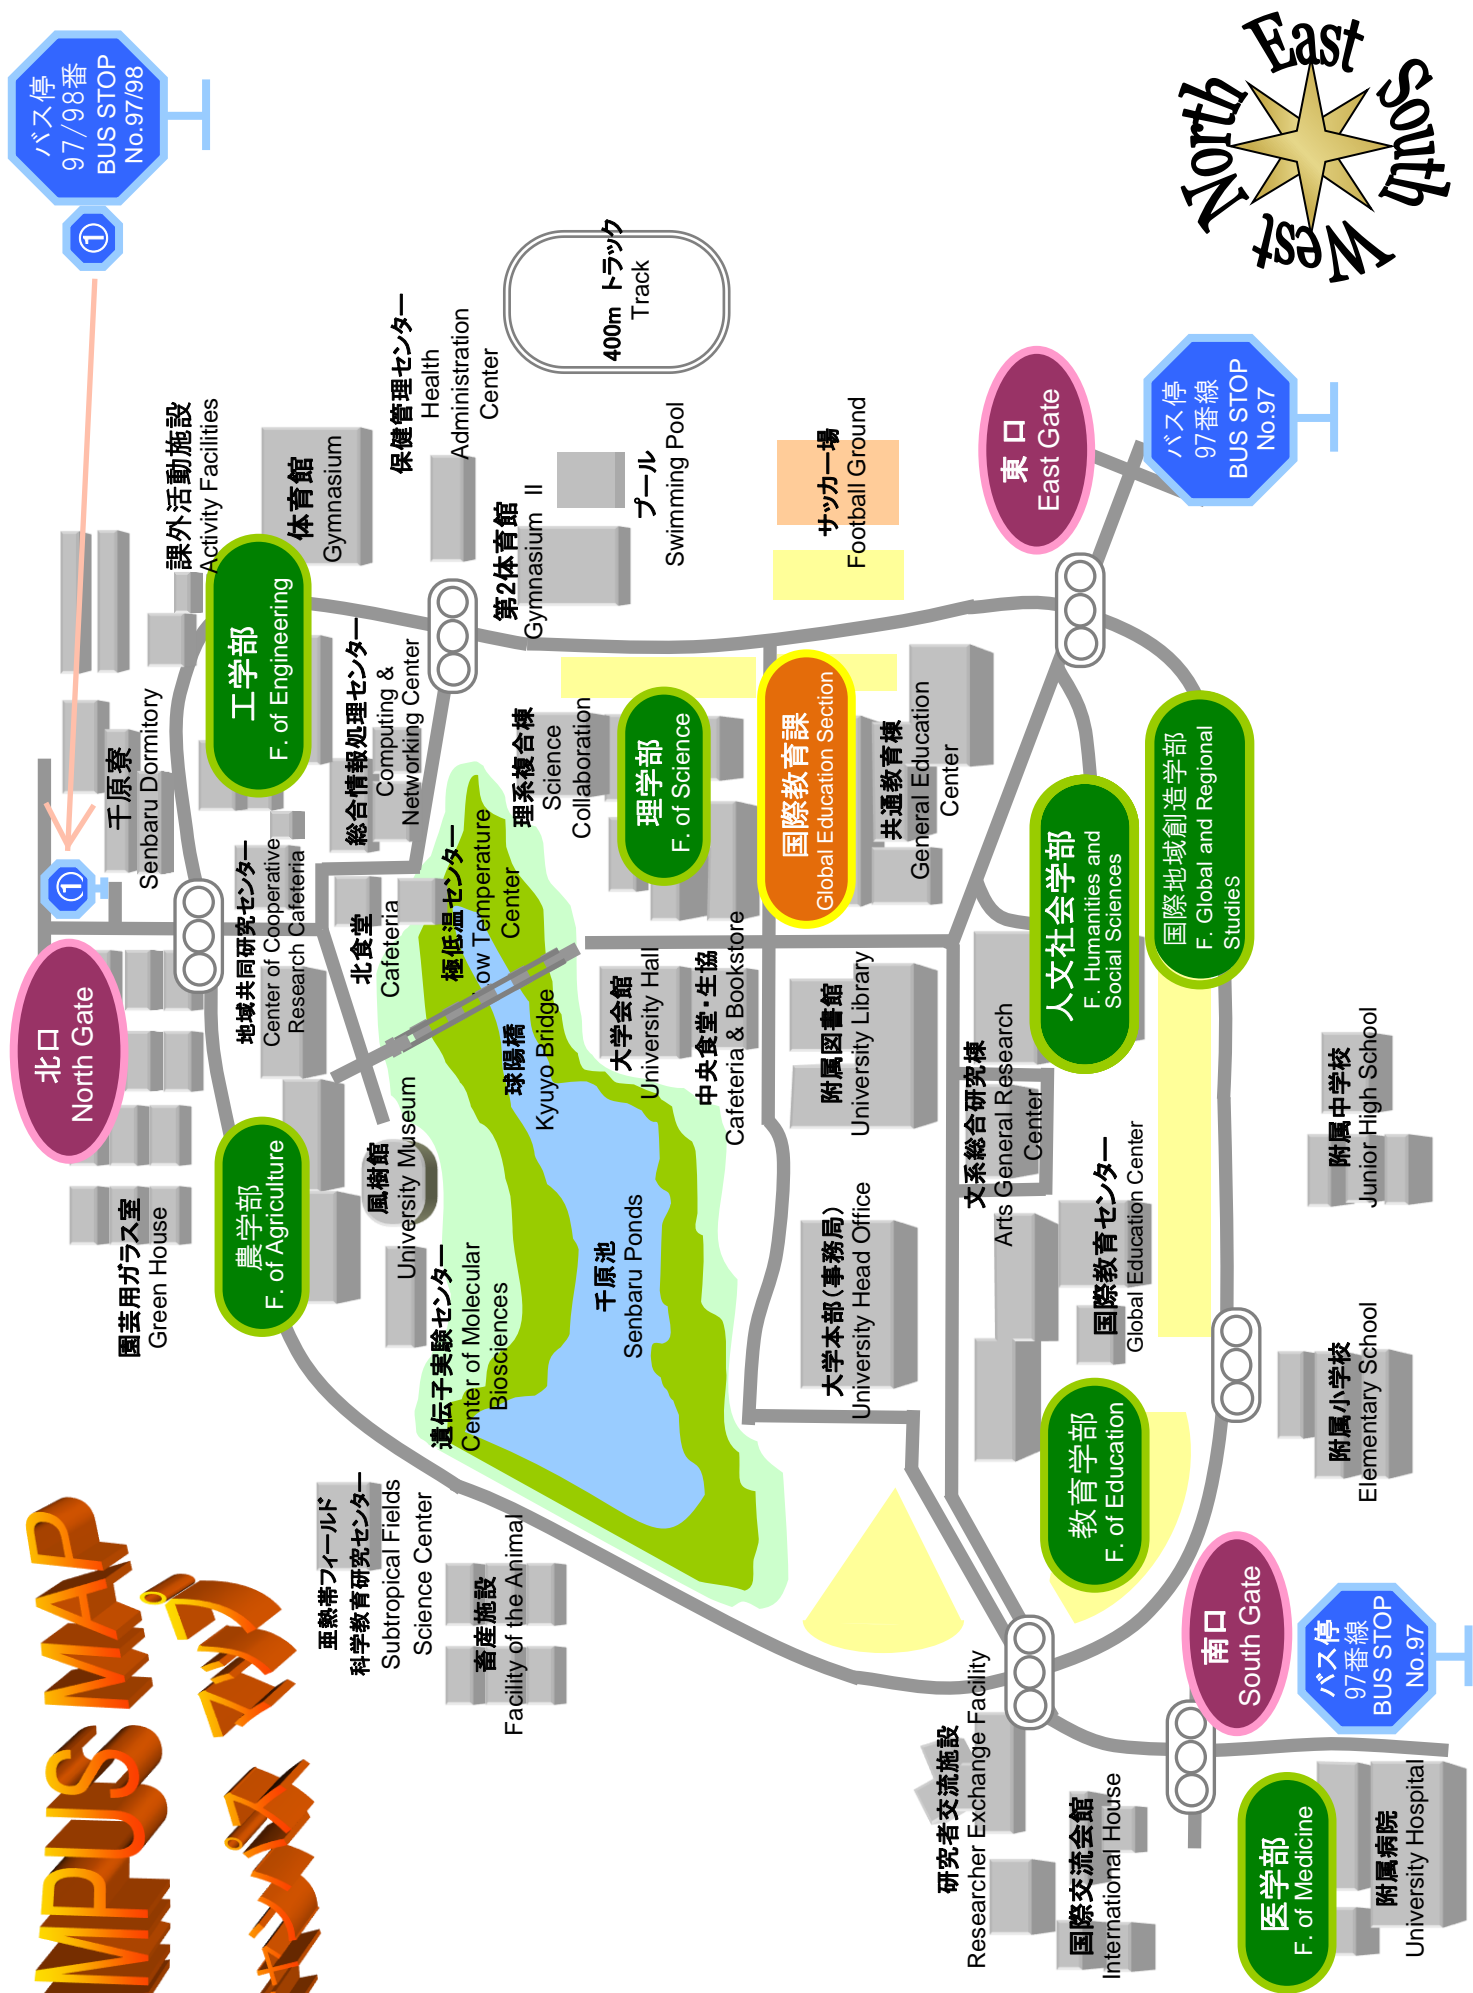 MPUS MAP
バス停
97/98番
BUS STOP
No.97/98
①
①
North
East
South
West
北口
North Gate
千原寮
Senbaru Dormitory
課外活動施設
Activity Facilities
工学部
F. of Engineering
体育館
Gymnasium
保健管理センター
Health
Administration
Center
400m トラック
Track
第2体育館
Gymnasium II
プール
Swimming Pool
サッカー場
Football Ground
東 口
East Gate
バス停
97番線
BUS STOP
No.97
総合情報処理センター
Computing &
Networking Center
地域共同研究センター
Center of Cooperative
Research Cafeteria
北食堂
Cafeteria
極低温センター
Low Temperature
Center
理系複合棟
Science
Collaboration
理学部
F. of Science
国際教育課
Global Education Section
共通教育棟
General Education
Center
人文社会学部
F. Humanities and
Social Sciences
国際地域創造学部
F. Global and Regional
Studies
園芸用ガラス室
Green House
農学部
F. of Agriculture
風樹館
University Museum
球陽橋
Kyuyo Bridge
大学会館
University Hall
中央食堂・生協
Cafeteria & Bookstore
附属図書館
University Library
文系総合研究棟
Arts General Research
Center
遺伝子実験センター
Center of Molecular
Biosciences
千原池
Senbaru Ponds
大学本部(事務局)
University Head Office
国際教育センター
Global Education Center
附属中学校
Junior High School
附属小学校
Elementary School
亜熱帯フィールド
科学教育研究センター
Subtropical Fields
Science Center
畜産施設
Facility of the Animal
教育学部
F. of Education
南口
South Gate
バス停
97番線
BUS STOP
No.97
研究者交流施設
Researcher Exchange Facility
国際交流会館
International House
医学部
F. of Medicine
附属病院
University Hospital